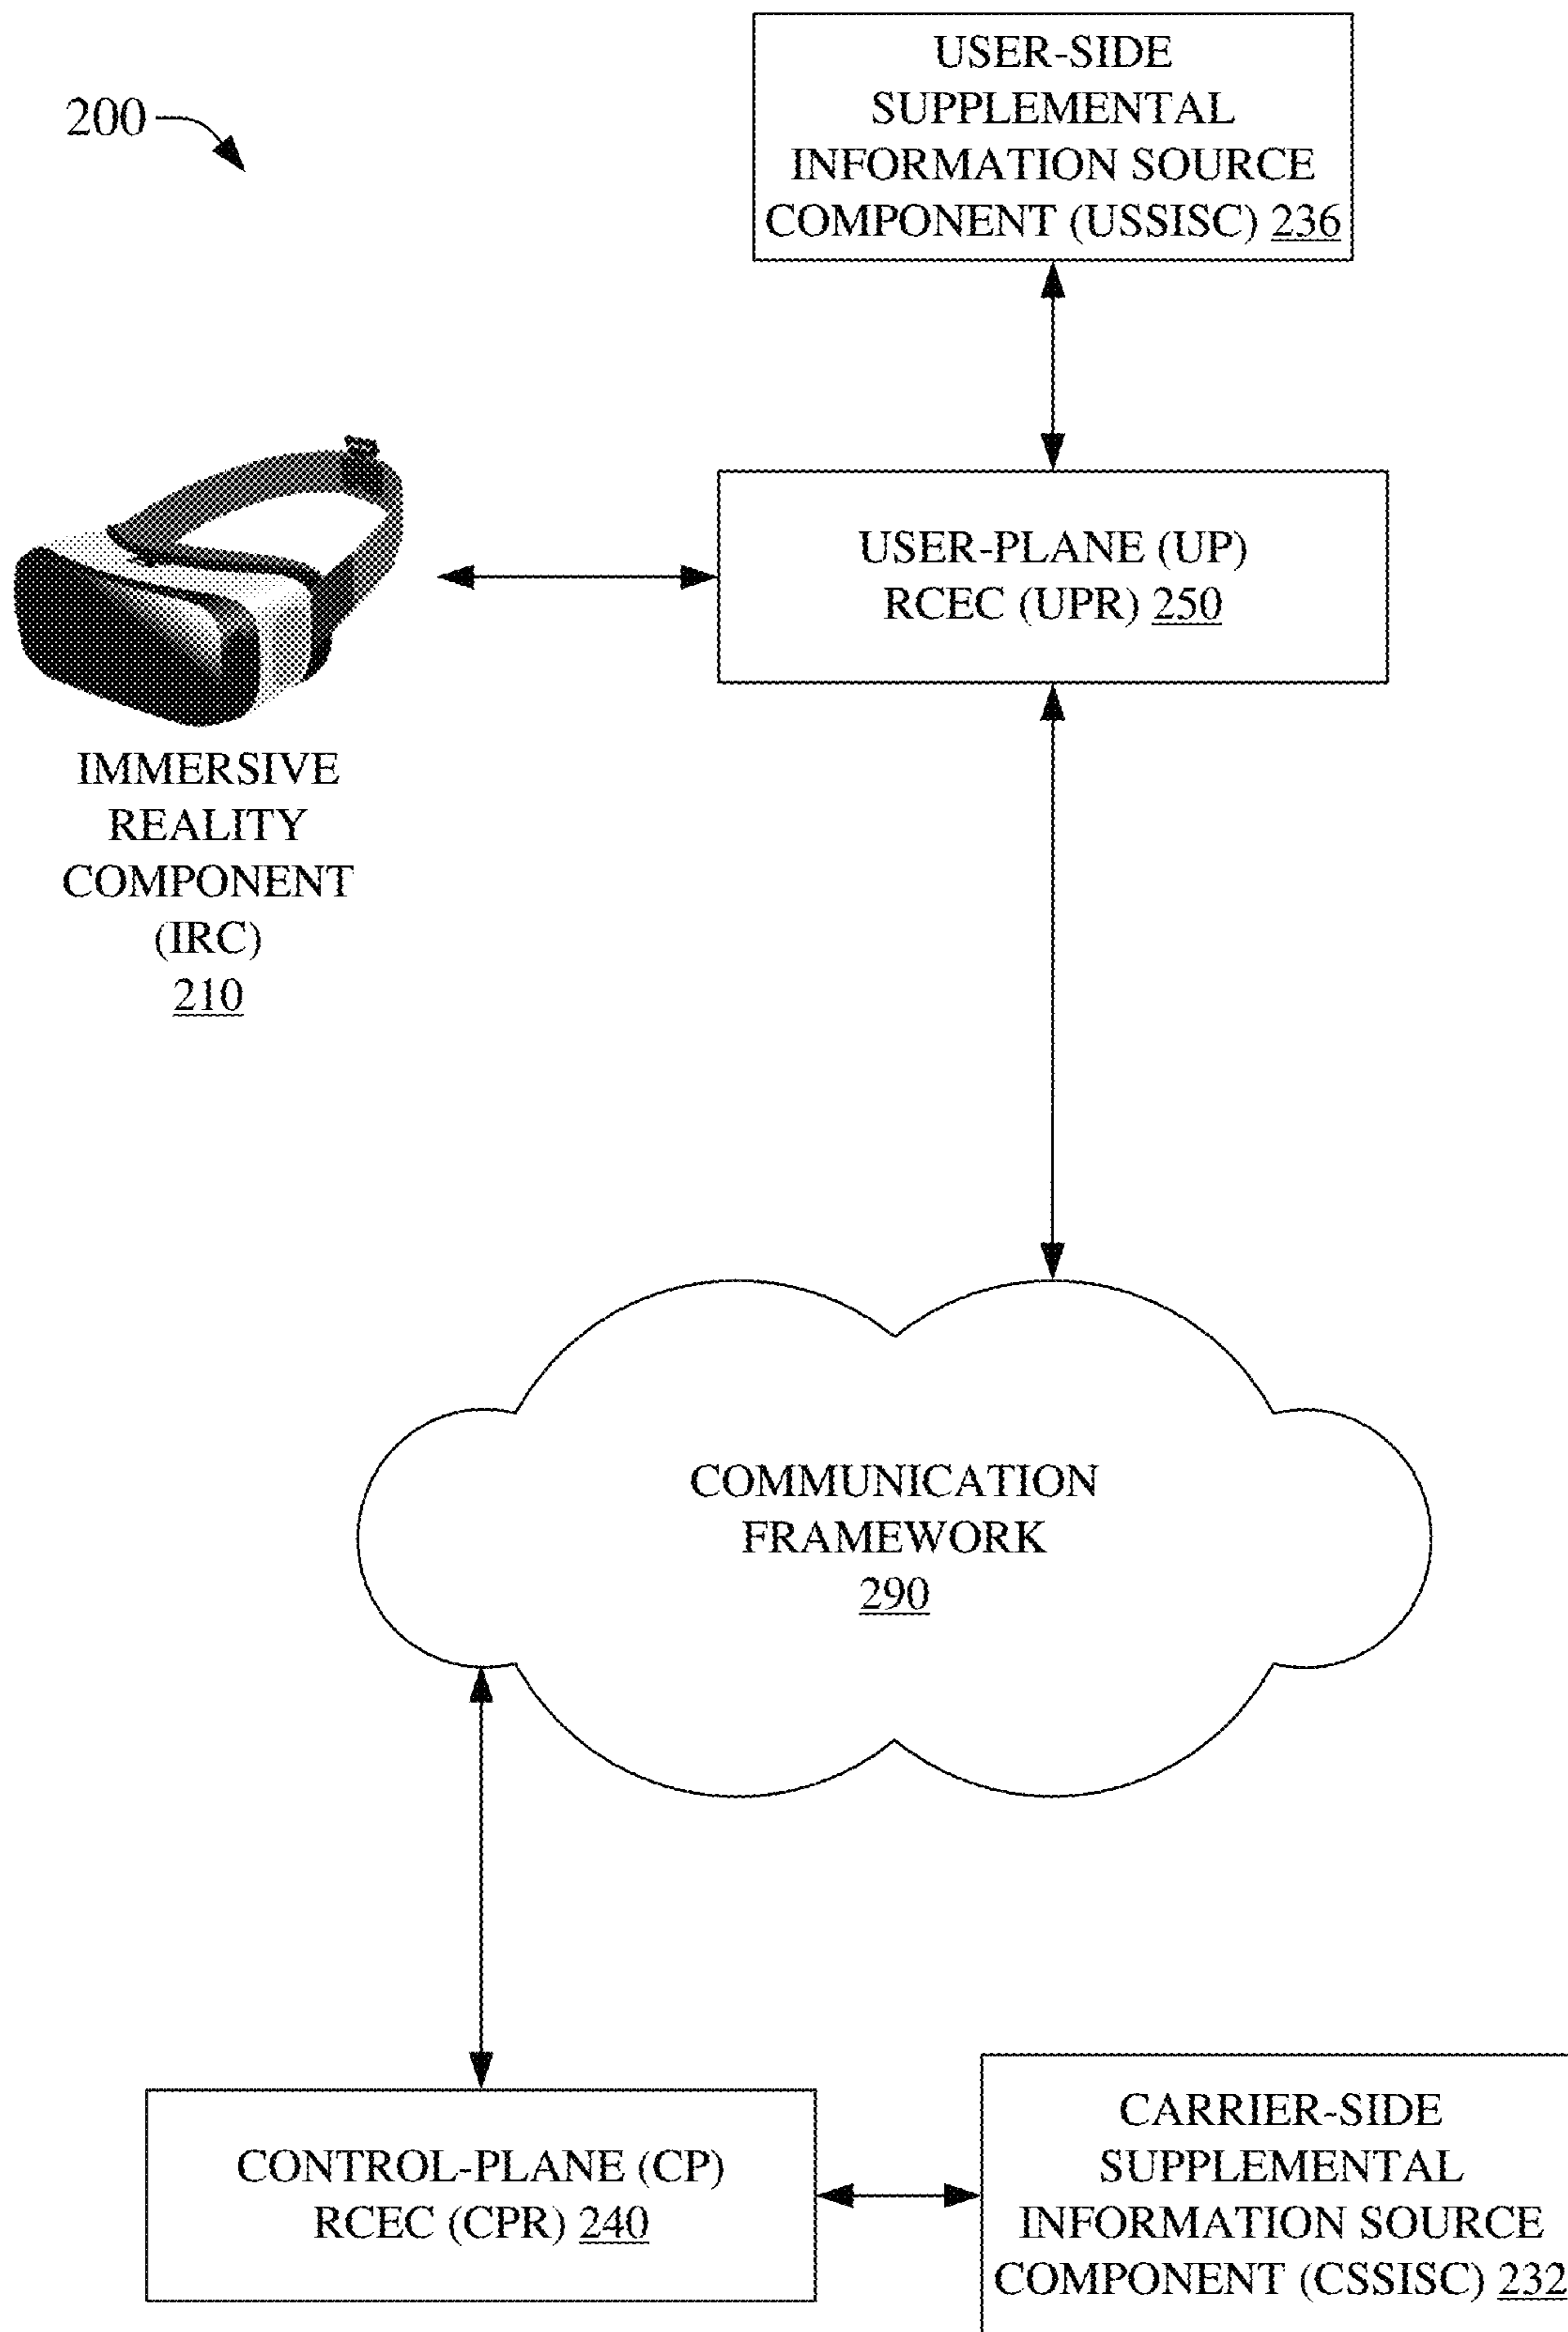 200
USER-SIDE
SUPPLEMENTAL
INFORMATION SOURCE
COMPONENT (USSISC) 236
USER-PLANE (UP)
RCEC (UPR) 250
IMMERSIVE
REALITY
COMPONENT
(IRC)
210
COMMUNICATION
FRAMEWORK
290
CONTROL-PLANE (CP)
RCEC (CPR) 240
CARRIER-SIDE
SUPPLEMENTAL
INFORMATION SOURCE
COMPONENT (CSSISC) 232